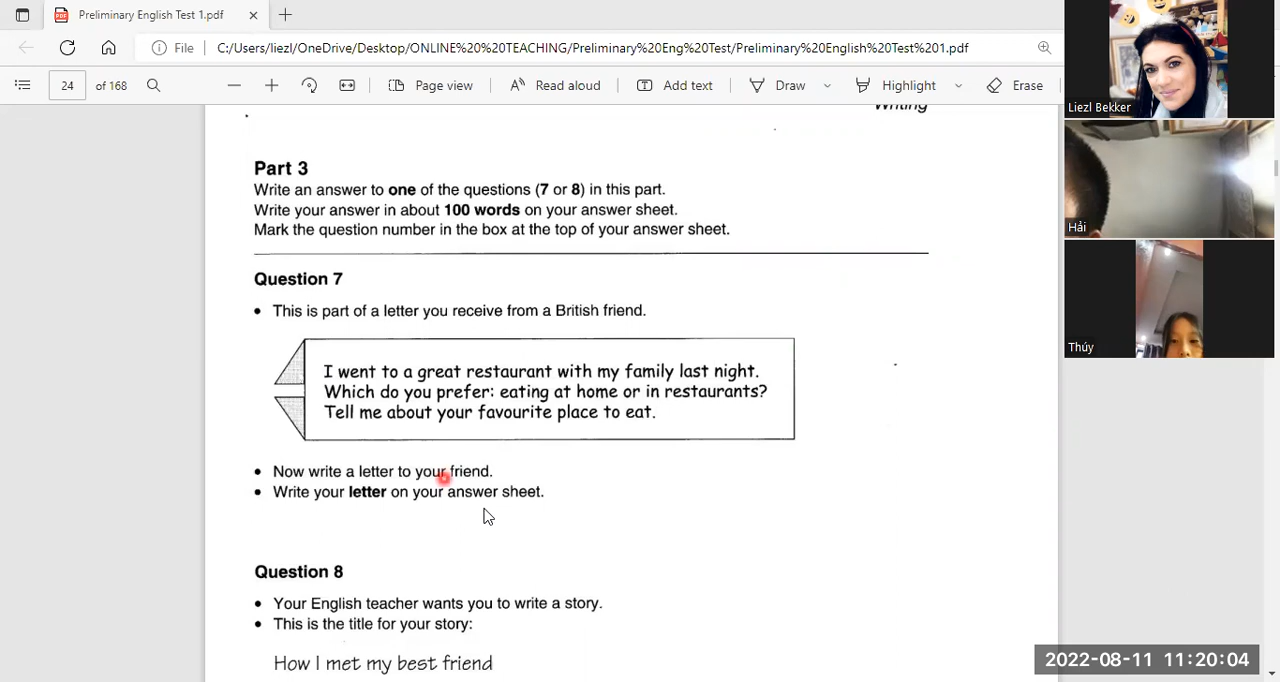 Preliminary English Test 1.pdf
File C:/Users/liezl/OneDrive/Desktop/ONLINE%20%20TEACHING/Preliminary%20Eng%20Test/Preliminary%20English%20Test%201.pdf
24 of 168 Page view Read aloud Add text Draw Highlight Erase
Writing
Part 3
Write an answer to one of the questions (7 or 8) in this part.
Write your answer in about 100 words on your answer sheet.
Mark the question number in the box at the top of your answer sheet.
Question 7
• This is part of a letter you receive from a British friend.
I went to a great restaurant with my family last night.
Which do you prefer: eating at home or in restaurants?
Tell me about your favourite place to eat.
• Now write a letter to your friend.
• Write your letter on your answer sheet.
Question 8
• Your English teacher wants you to write a story.
• This is the title for your story:
How I met my best friend
Liezl Bekker
Hải
Thúy
2022-08-11 11:20:04